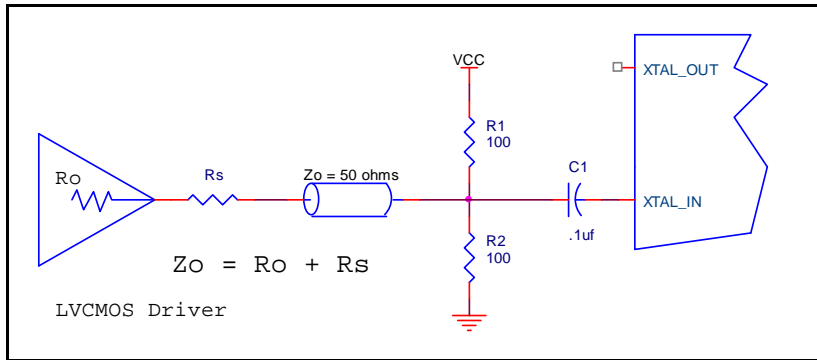 VCC
XTAL_OUT
R1
100
Ro
Rs
Zo = 50 ohms
C1
XTAL_IN
.1uf
R2
100
Zo = Ro + Rs
LVCMOS Driver